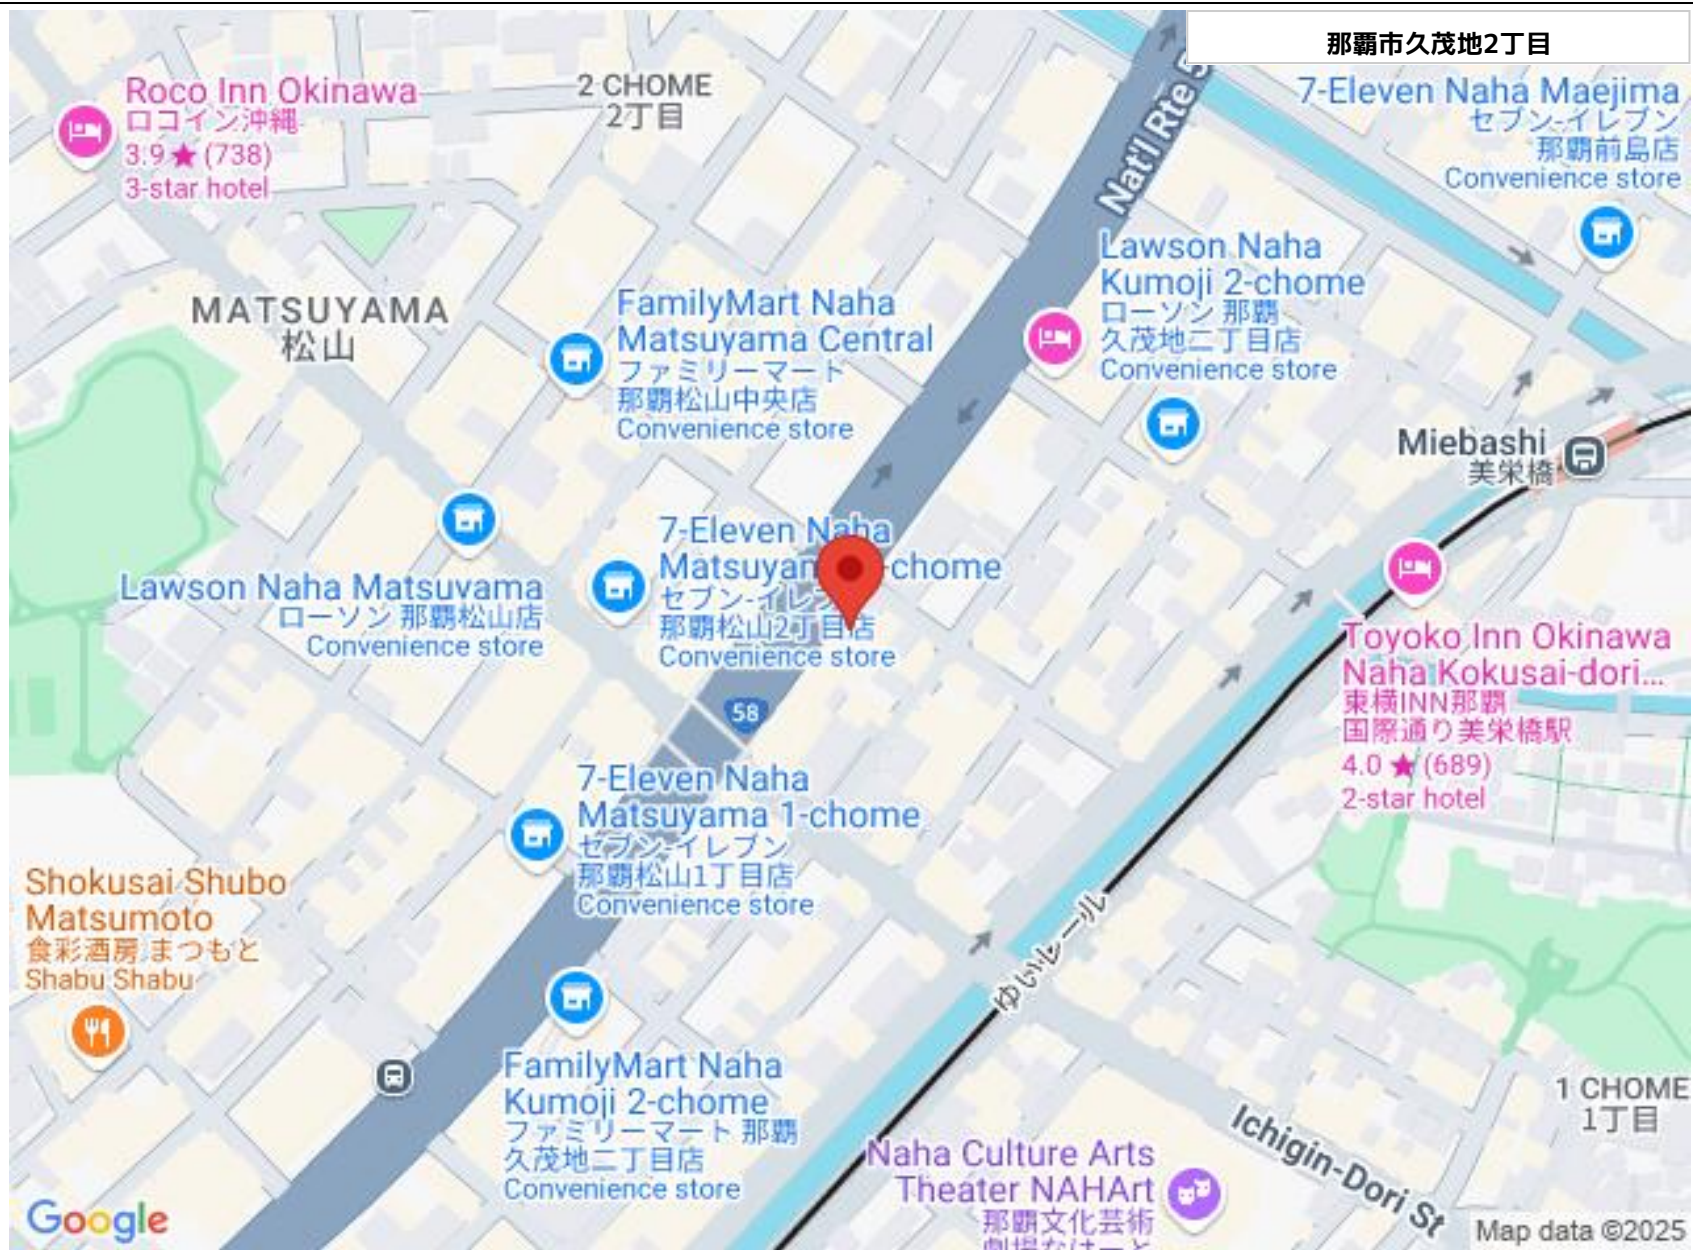 那覇市久茂地2丁目
Roco Inn Okinawa
ロコイン沖縄
3.9★ (738)
3-star hotel
2 CHOME
2丁目
Nat'l Rte 5
7-Eleven Naha Maejima
セブン-イレブン
那覇前島店
Convenience store
Lawson Naha
Kumoji 2-chome
ローソン 那覇
久茂地二丁目店
Convenience store
MATSUYAMA
松山
FamilyMart Naha
Matsuyama Central
ファミリーマート
那覇松山中央店
Convenience store
Miebashi
美栄橋
7-Eleven Naha
Matsuyam -chome
セブン-イレブ
那覇松山2丁目店
Convenience store
Lawson Naha Matsuyama
ローソン 那覇松山店
Convenience store
Toyoko Inn Okinawa
Naha Kokusai-dori...
東横INN那覇
国際通り美栄橋駅
4.0 ★ (689)
2-star hotel
58
7-Eleven Naha
Matsuyama 1-chome
セブン-イレブン
那覇松山1丁目店
Convenience store
Shokusai Shubo
Matsumoto
食彩酒房 まつもと
Shabu Shabu
ゆいレール
FamilyMart Naha
Kumoji 2-chome
ファミリーマート 那覇
久茂地二丁目店
Convenience store
1 CHOME
1丁目
Ichigin-Dori St
Naha Culture Arts
Theater NAHArt
那覇文化芸術
劇場なはーと
Google
Map data ©2025